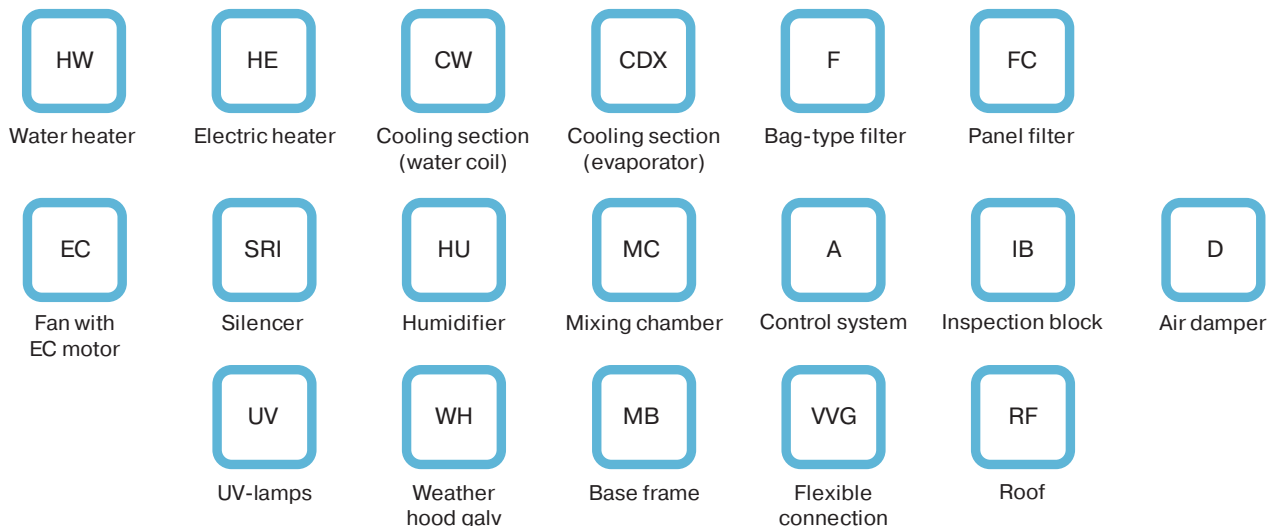 HW HE CW CDX F FC
Water heater Electric heater Cooling section Cooling section Bag-type filter Panel filter
(water coil) (evaporator)
EC SRI HU MC A IB D
Fan with Silencer Humidifier Mixing chamber Control system Inspection block Air damper
EC motor
UV WH MB VVG RF
UV-lamps Weather Base frame Flexible Roof
hood galv connection